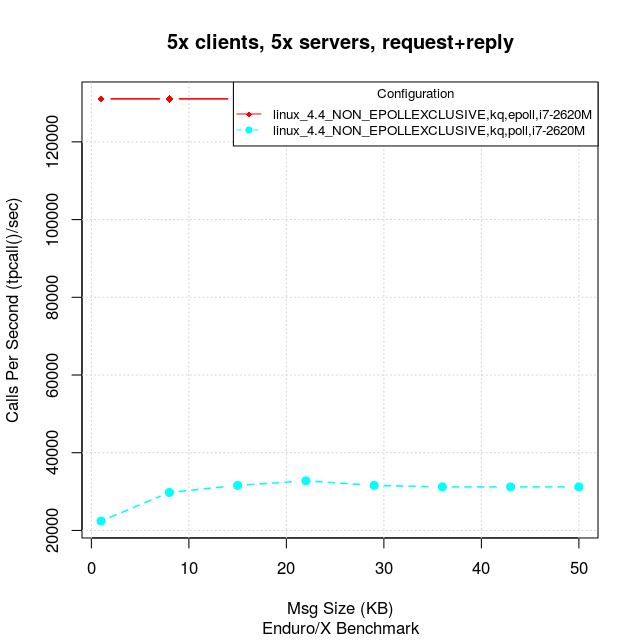 5x clients, 5x servers, request+reply
Configuration
linux_4.4_NON_EPOLLEXCLUSIVE,kq,epoll,i7-2620M
linux_4.4_NON_EPOLLEXCLUSIVE,kq,poll,i7-2620M
Calls Per Second (tpcall()/sec)
120000
100000
80000
60000
40000
20000
0 10 20 30 40 50
Msg Size (KB)
Enduro/X Benchmark